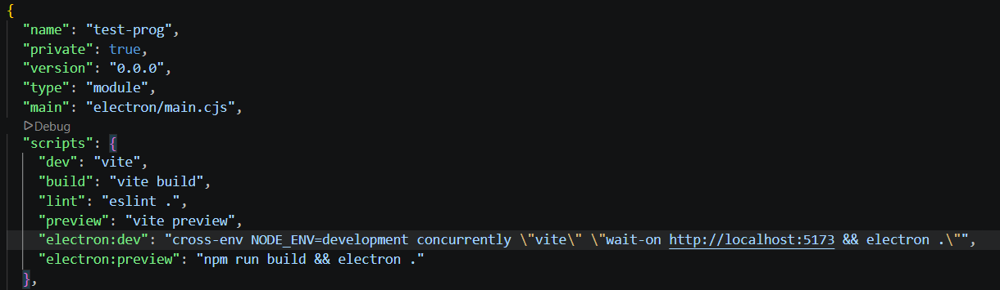 {
"name": "test-prog",
"private": true,
"version": "0.0.0",
"type": "module",
"main": "electron/main.cjs",
Debug
"scripts": {
"dev": "vite",
"build": "vite build",
"lint": "eslint .",
"preview": "vite preview",
"electron:dev": "cross-env NODE_ENV=development concurrently \"vite\" \"wait-on http://localhost:5173 && electron .\"",
"electron:preview": "npm run build && electron ."
},